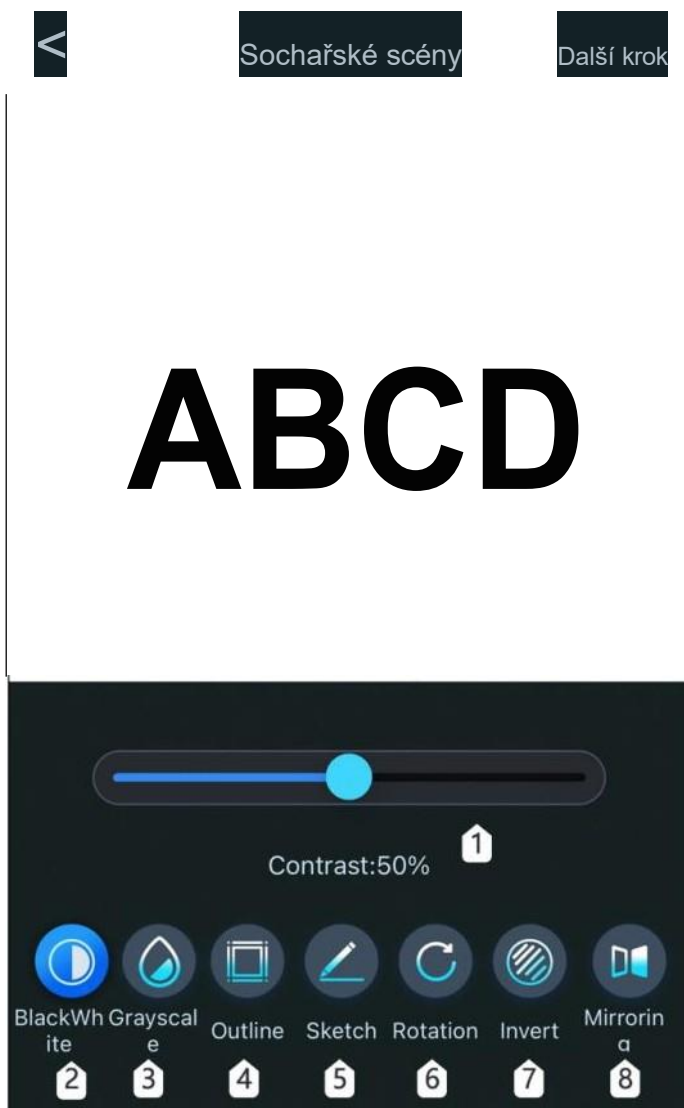 < Sochařské scény Další krok
ABCD
1
Contrast:50%
BlackWh Grayscal Outline Sketch Rotation Invert Mirrorin
ite e g
2 3 4 5 6 7 8